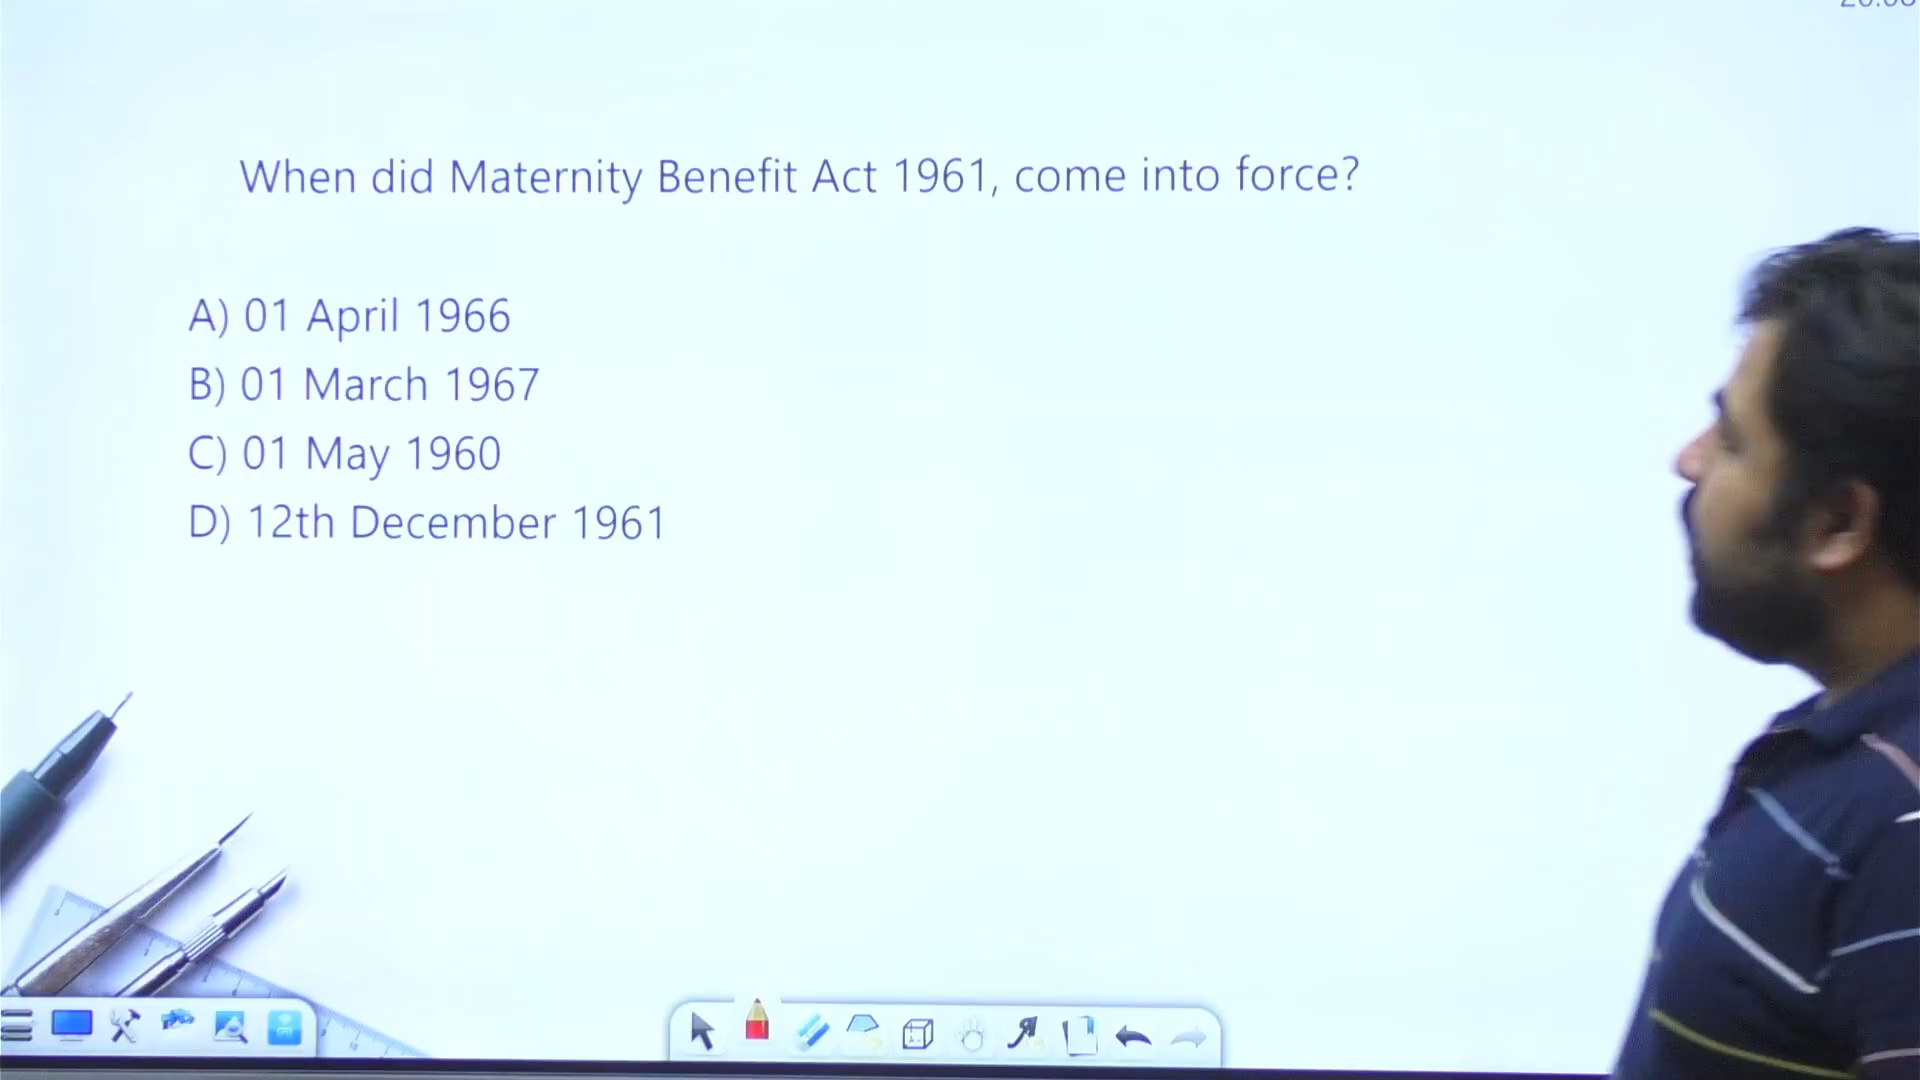 When did Maternity Benefit Act 1961, come into force?
A) 01 April 1966
B) 01 March 1967
C) 01 May 1960
D) 12th December 1961